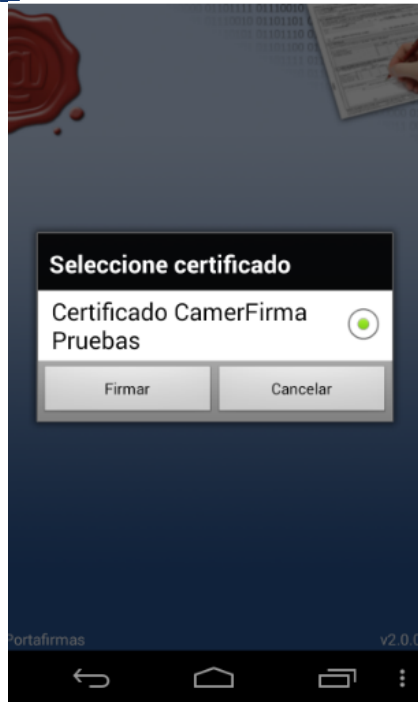 Seleccione certificado
Certificado CamerFirma
Pruebas
Firmar
Cancelar
Portafirmas
v2.0.0